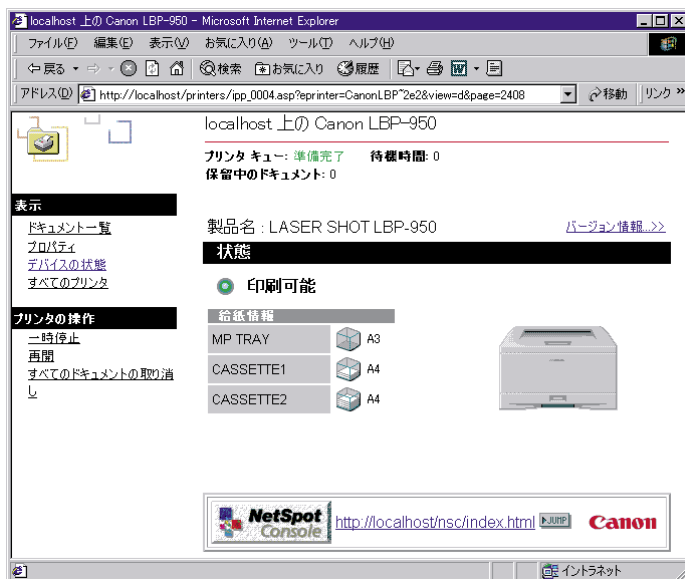 localhost 上の Canon LBP-950 - Microsoft Internet Explorer
ファイル(F) 編集(E) 表示(V) お気に入り(A) ツール(T) ヘルプ(H)
戻る 検索 お気に入り 履歴
アドレス(D) http://localhost/printers/ipp_0004.asp?eprinter=CanonLBP~2e2&view=d&page=2408 移動 リンク »
localhost 上の Canon LBP-950
プリンタ キュー: 準備完了 待機時間: 0
保留中のドキュメント: 0
表示
ドキュメント一覧
プロパティ
デバイスの状態
すべてのプリンタ
プリンタの操作
一時停止
再開
すべてのドキュメントの取り消
し
製品名 : LASER SHOT LBP-950 バージョン情報...>>
状態
印刷可能
給紙情報
MP TRAY A3
CASSETTE1 A4
CASSETTE2 A4
NetSpot
Console
http://localhost/nsc/index.html JUMP Canon
イントラネット